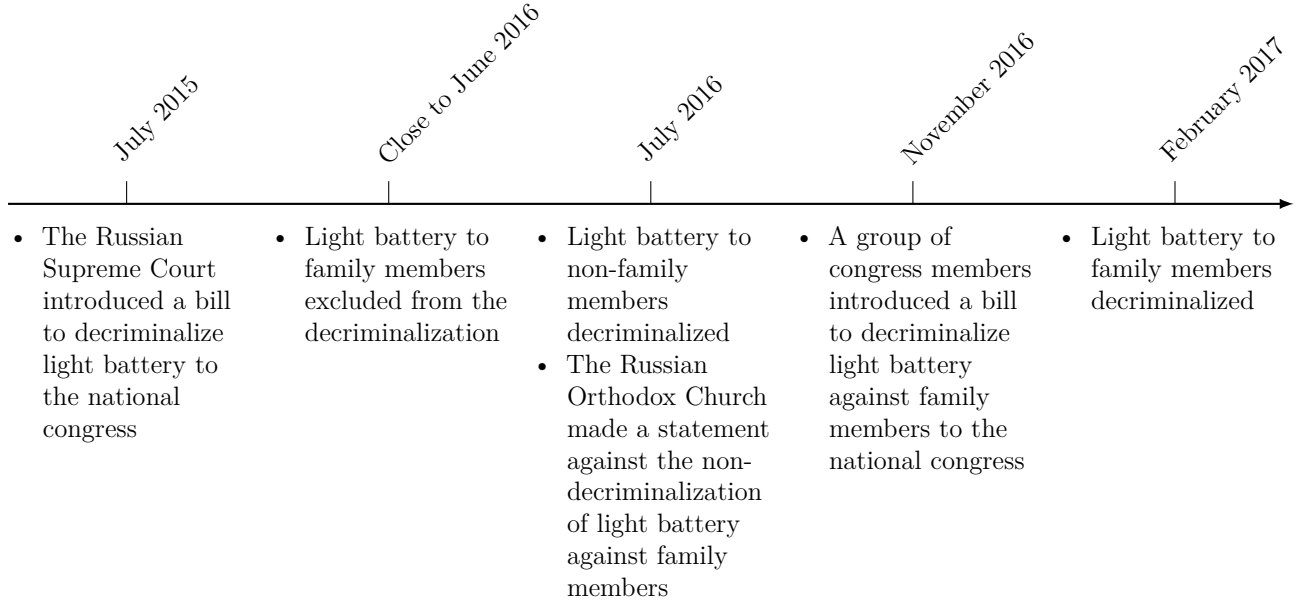 July 2015
Close to June 2016
July 2016
November 2016
February 2017
• The Russian
Supreme Court
introduced a bill
to decriminalize
light battery to
the national
congress
• Light battery to
family members
excluded from the
decriminalization
• Light battery to
non-family
members
decriminalized
• The Russian
Orthodox Church
made a statement
against the non-
decriminalization
of light battery
against family
members
• A group of
congress members
introduced a bill
to decriminalize
light battery
against family
members to the
national congress
• Light battery to
family members
decriminalized